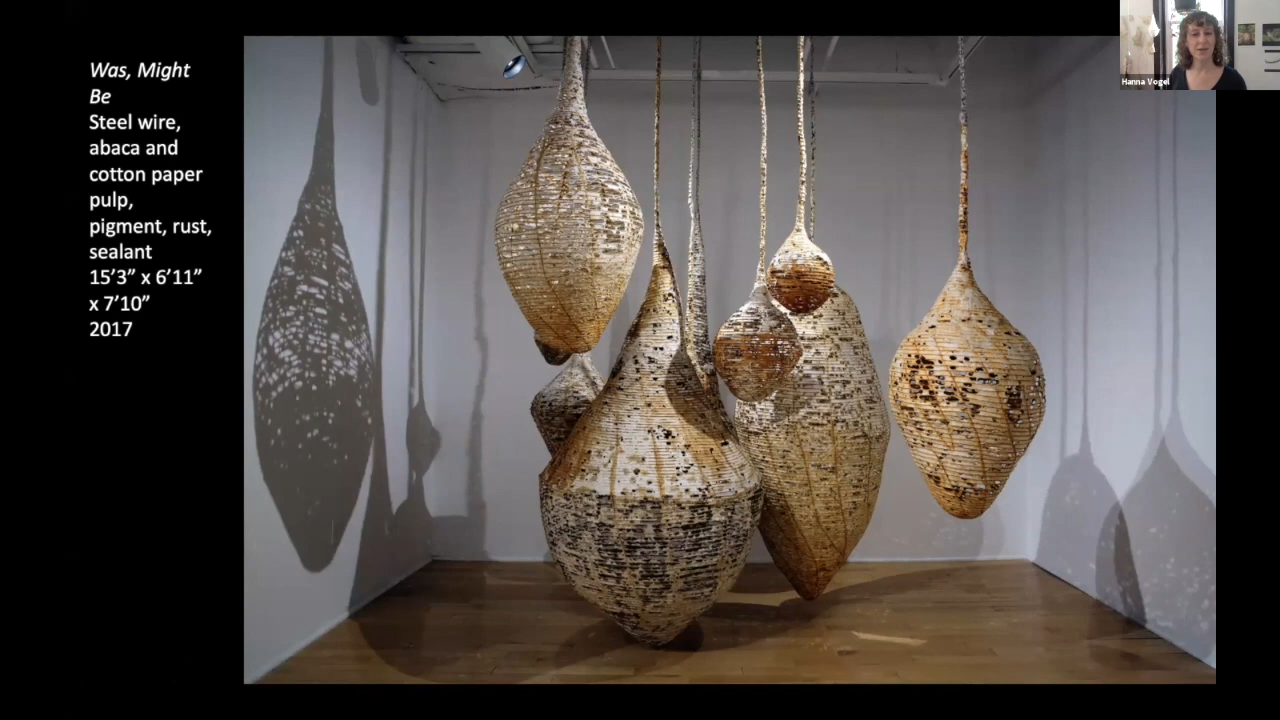 Was, Might
Be
Steel wire,
abaca and
cotton paper
pulp,
pigment, rust,
sealant
15’3” x 6’11”
x 7’10”
2017
Hanna Vogel